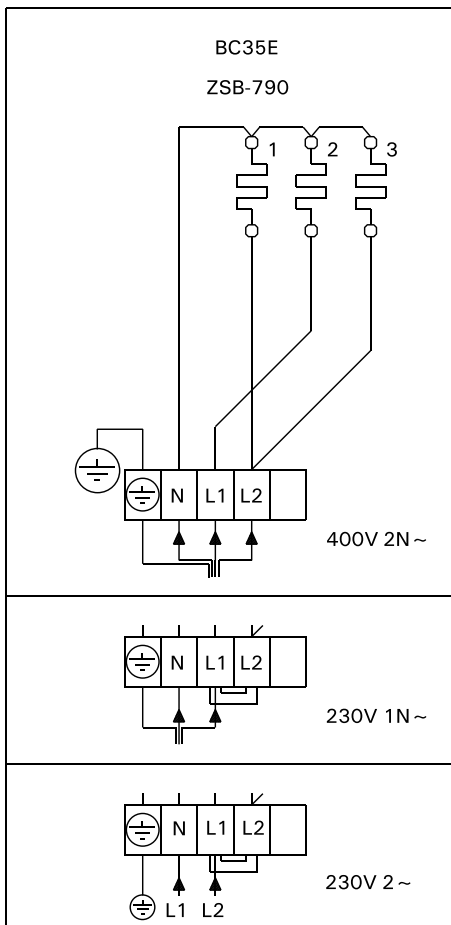 BC35E
ZSB-790
1 2 3
N L1 L2
400V 2N~
N L1 L2
230V 1N~
N L1 L2
230V 2~
L1 L2